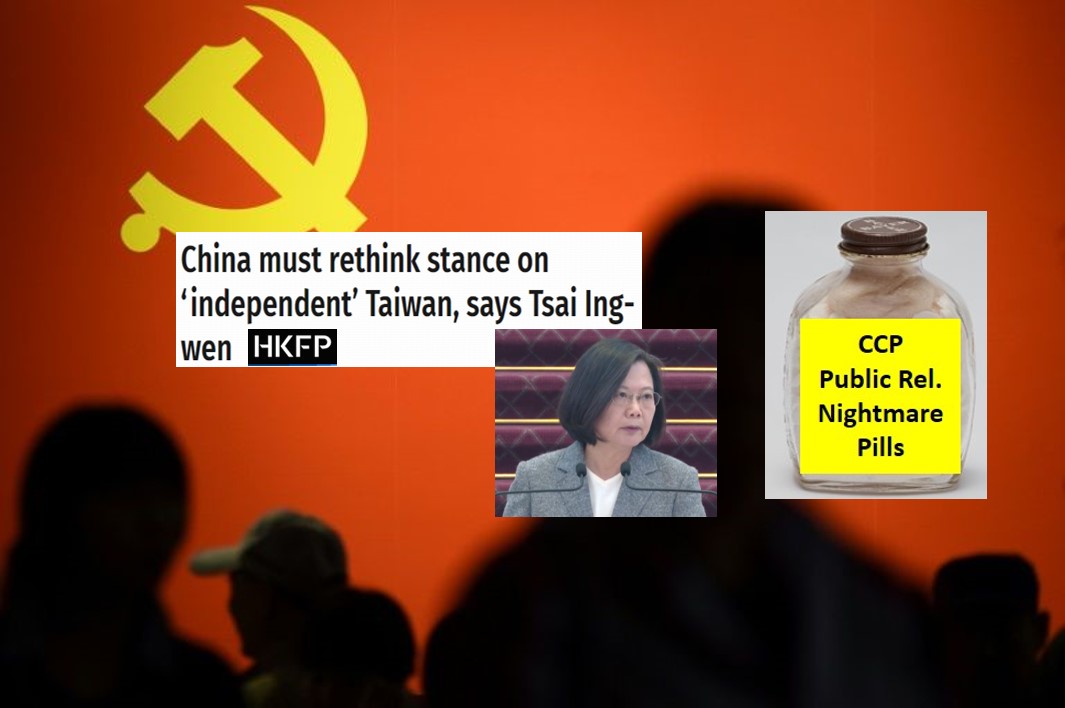 China must rethink stance on
‘independent’ Taiwan, says Tsai Ing-
wen HKFP
CCP
Public Rel.
Nightmare
Pills